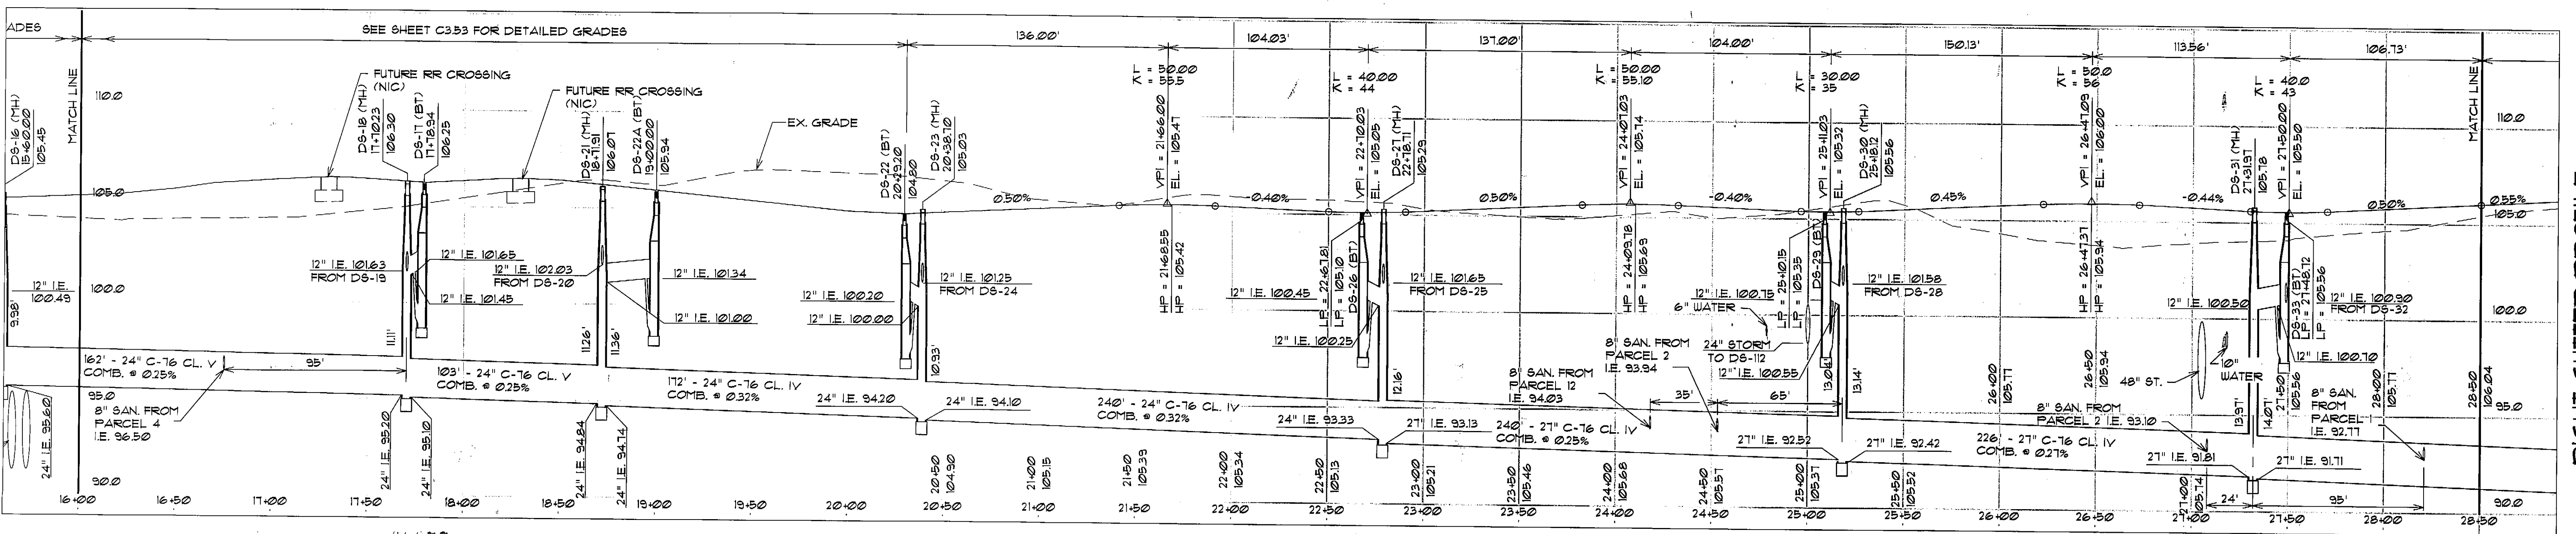 ADES
SEE SHEET C3.53 FOR DETAILED GRADES
136.00'
104.03'
137.00'
104.00'
150.13'
113.56'
106.73'
MATCH LINE
110.0
105.0
100.0
95.0
90.0
DS-16 (MH)
15+60.00
105.45
FUTURE RR CROSSING
(NIC)
DS-18 (MH)
17+70.23
106.30
DS-17 (BT)
17+78.94
106.25
FUTURE RR CROSSING
(NIC)
DS-21 (MH)
18+71.91
106.07
DS-22A (BT)
19+00.00
105.94
EX. GRADE
DS-22 (BT)
20+29.20
104.80
DS-23 (MH)
20+38.70
105.03
L = 50.00
K = 55.5
VPI = 21+66.00
EL. = 105.47
L = 40.00
K = 44
VPI = 22+70.03
EL. = 105.05
DS-27 (MH)
22+78.71
105.29
L = 50.00
K = 55.10
VPI = 24+07.03
EL. = 105.74
L = 30.00
K = 35
VPI = 25+11.03
EL. = 105.32
DS-30 (MH)
25+18.12
105.56
L = 50.0
K = 56
VPI = 26+47.09
EL. = 106.00
DS-31 (MH)
27+31.97
105.78
L = 40.0
K = 43
VPI = 27+50.00
EL. = 105.50
MATCH LINE
110.0
105.0
100.0
95.0
90.0
0.50%
-0.40%
0.50%
-0.40%
0.45%
-0.44%
0.50%
0.55%
12" I.E.
100.49
9.98'
12" I.E. 101.63
FROM DS-19
12" I.E. 101.65
12" I.E. 101.45
11.11'
12" I.E. 102.03
FROM DS-20
12" I.E. 101.34
12" I.E. 101.00
11.26'
11.36'
12" I.E. 100.20
12" I.E. 100.00
12" I.E. 101.25
FROM DS-24
10.93'
HP = 21+68.55
HP = 105.42
12" I.E. 100.45
12" I.E. 100.25
LP = 22+67.81
LP = 105.10
DS-26 (BT)
12" I.E. 101.65
FROM DS-25
12.16'
HP = 24+09.78
HP = 105.69
12" I.E. 100.75
6" WATER
LP = 25+10.15
LP = 105.35
DS-29 (BT)
24" STORM
TO DS-112
12" I.E. 100.55
12" I.E. 101.58
FROM DS-28
13.04'
13.14'
HP = 26+47.37
HP = 105.94
12" I.E. 100.50
48" ST.
10"
WATER
DS-33 (BT)
LP = 27+48.72
LP = 105.56
12" I.E. 100.90
FROM DS-32
12" I.E. 100.70
13.97'
14.07'
162' - 24" C-76 CL. V
COMB. @ 0.25%
95'
8" SAN. FROM
PARCEL 4
I.E. 96.50
103' - 24" C-76 CL. V
COMB. @ 0.25%
172' - 24" C-76 CL. IV
COMB. @ 0.32%
240' - 24" C-76 CL. IV
COMB. @ 0.32%
240' - 27" C-76 CL. IV
COMB. @ 0.25%
226' - 27" C-76 CL. IV
COMB. @ 0.27%
8" SAN. FROM
PARCEL 12
I.E. 94.03
8" SAN. FROM
PARCEL 2
I.E. 93.94
35'
65'
8" SAN. FROM
PARCEL 2 I.E. 93.10
8" SAN.
FROM
PARCEL 1
I.E. 92.77
24" I.E. 95.60
24" I.E. 95.20
24" I.E. 95.10
24" I.E. 94.84
24" I.E. 94.74
24" I.E. 94.20
24" I.E. 94.10
24" I.E. 93.33
27" I.E. 93.13
27" I.E. 92.52
27" I.E. 92.42
27" I.E. 91.81
27" I.E. 91.71
24'
95'
20+50
104.90
21+00
105.15
21+50
105.39
22+00
105.34
22+50
105.13
23+00
105.21
23+50
105.46
24+00
105.68
24+50
105.57
25+00
105.37
25+50
105.52
26+00
105.77
26+50
105.94
27+00
105.74
27+50
105.56
28+00
105.77
28+50
106.04
16+00
16+50
17+00
17+50
18+00
18+50
19+00
19+50
20+00
20+50
21+00
21+50
22+00
22+50
23+00
23+50
24+00
24+50
25+00
25+50
26+00
26+50
27+00
27+50
28+00
28+50